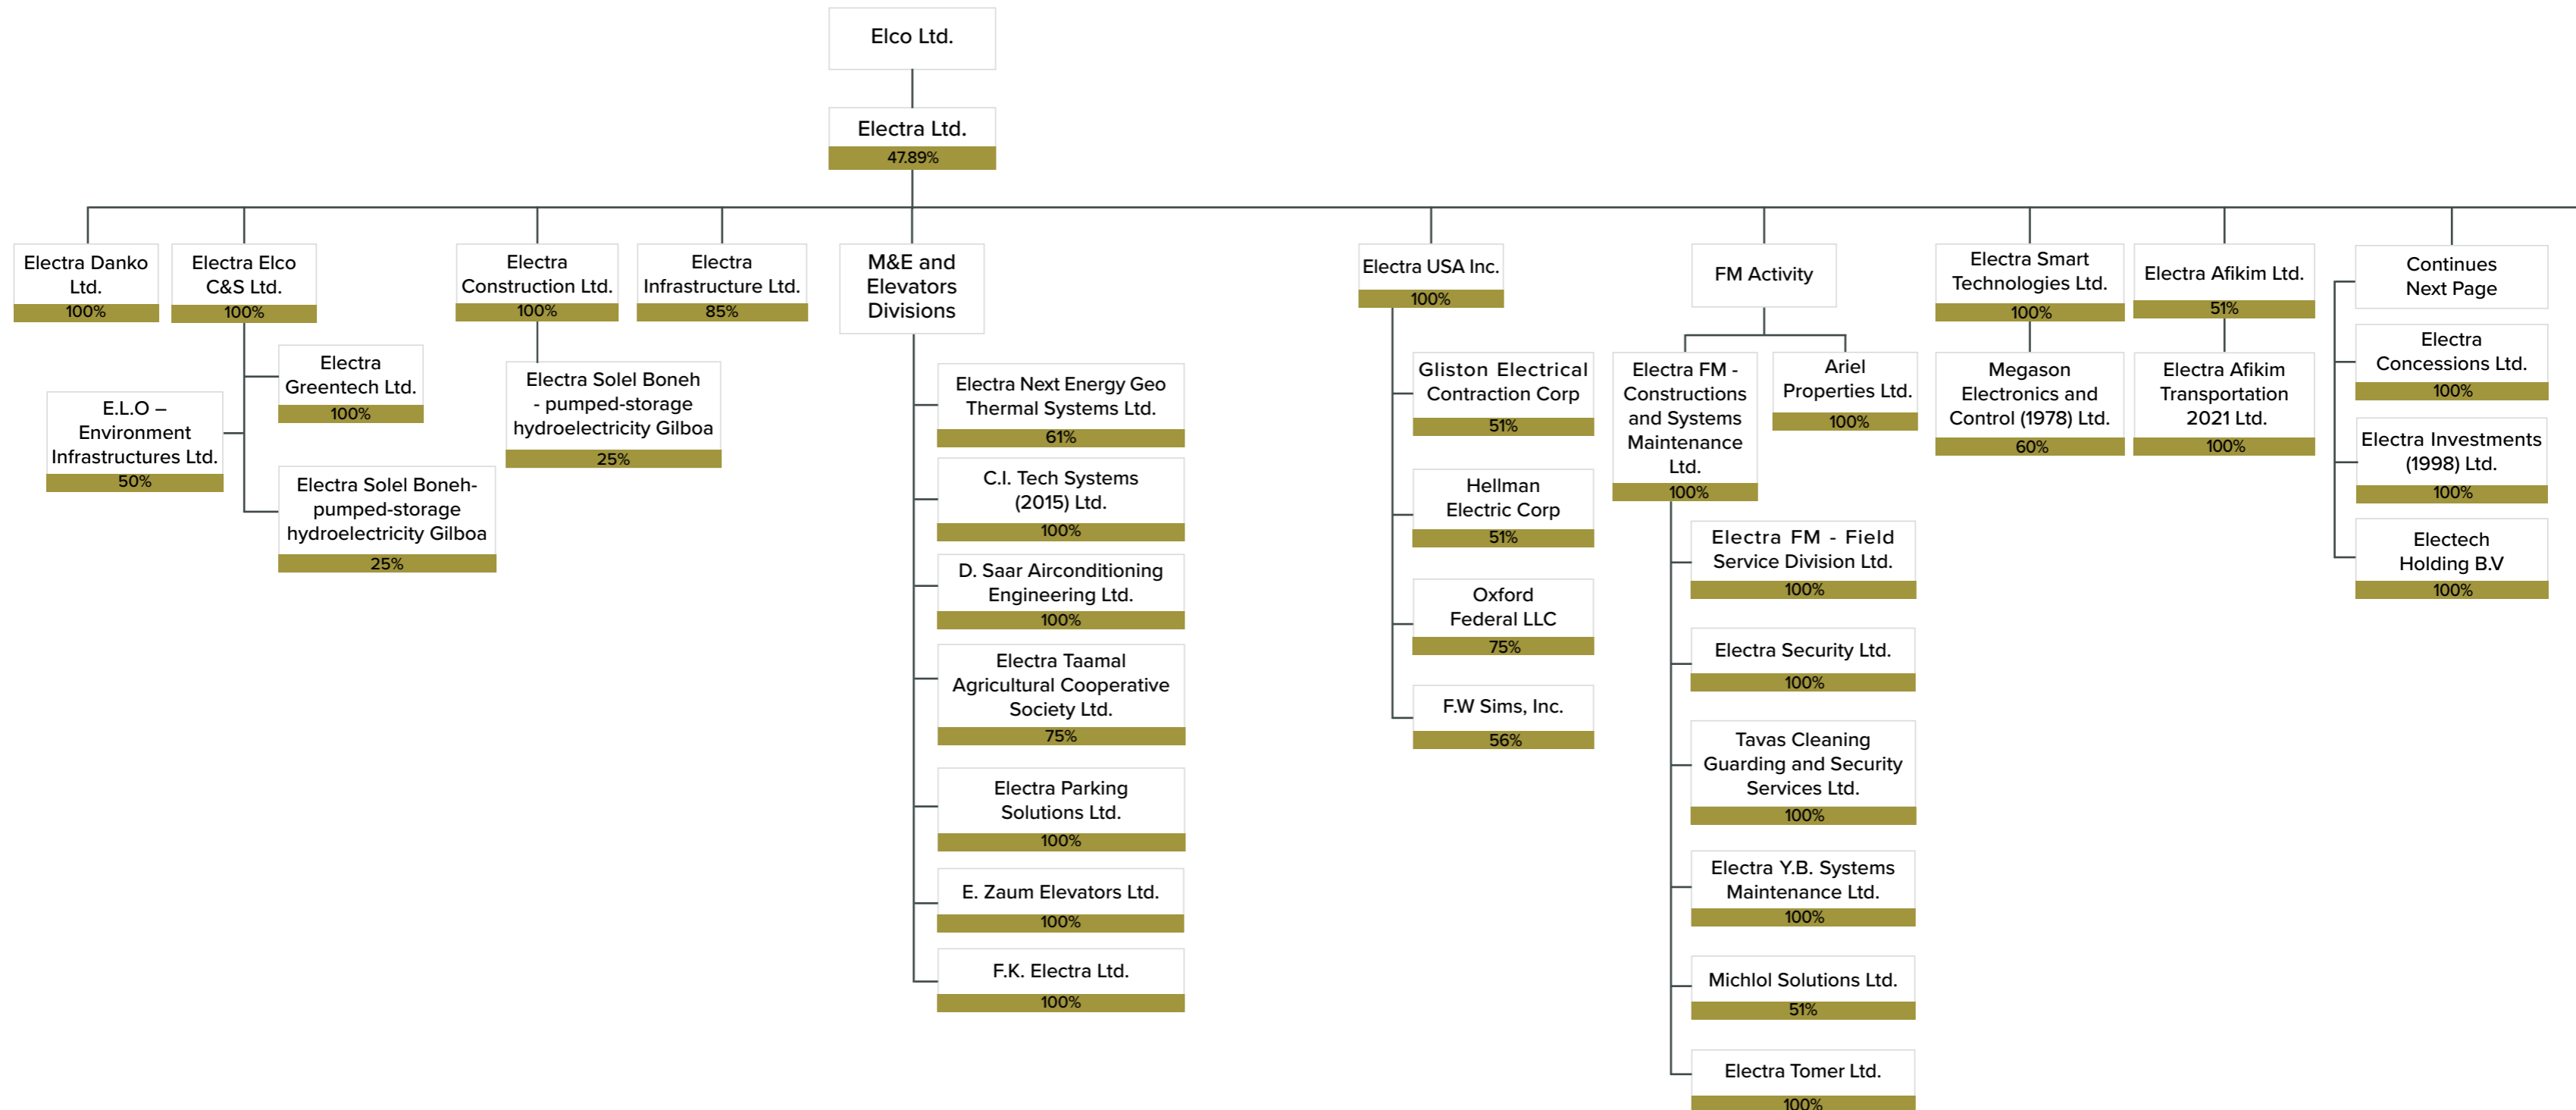 Elco Ltd.
Electra Ltd.
47.89%
Electra Danko
Ltd.
100%
Electra Elco
C&S Ltd.
100%
Electra
Greentech Ltd.
100%
E.L.O –
Environment
Infrastructures Ltd.
50%
Electra Solel Boneh-
pumped-storage
hydroelectricity Gilboa
25%
Electra
Construction Ltd.
100%
Electra Solel Boneh
- pumped-storage
hydroelectricity Gilboa
25%
Electra
Infrastructure Ltd.
85%
M&E and
Elevators
Divisions
Electra Next Energy Geo
Thermal Systems Ltd.
61%
C.I. Tech Systems
(2015) Ltd.
100%
D. Saar Airconditioning
Engineering Ltd.
100%
Electra Taamal
Agricultural Cooperative
Society Ltd.
75%
Electra Parking
Solutions Ltd.
100%
E. Zaum Elevators Ltd.
100%
F.K. Electra Ltd.
100%
Electra USA Inc.
100%
Gliston Electrical
Contraction Corp
51%
Hellman
Electric Corp
51%
Oxford
Federal LLC
75%
F.W Sims, Inc.
56%
FM Activity
Electra FM -
Constructions
and Systems
Maintenance
Ltd.
100%
Ariel
Properties Ltd.
100%
Electra FM - Field
Service Division Ltd.
100%
Electra Security Ltd.
100%
Tavas Cleaning
Guarding and Security
Services Ltd.
100%
Electra Y.B. Systems
Maintenance Ltd.
100%
Michlol Solutions Ltd.
51%
Electra Tomer Ltd.
100%
Electra Smart
Technologies Ltd.
100%
Megason
Electronics and
Control (1978) Ltd.
60%
Electra Afikim Ltd.
51%
Electra Afikim
Transportation
2021 Ltd.
100%
Continues
Next Page
Electra
Concessions Ltd.
100%
Electra Investments
(1998) Ltd.
100%
Electech
Holding B.V
100%